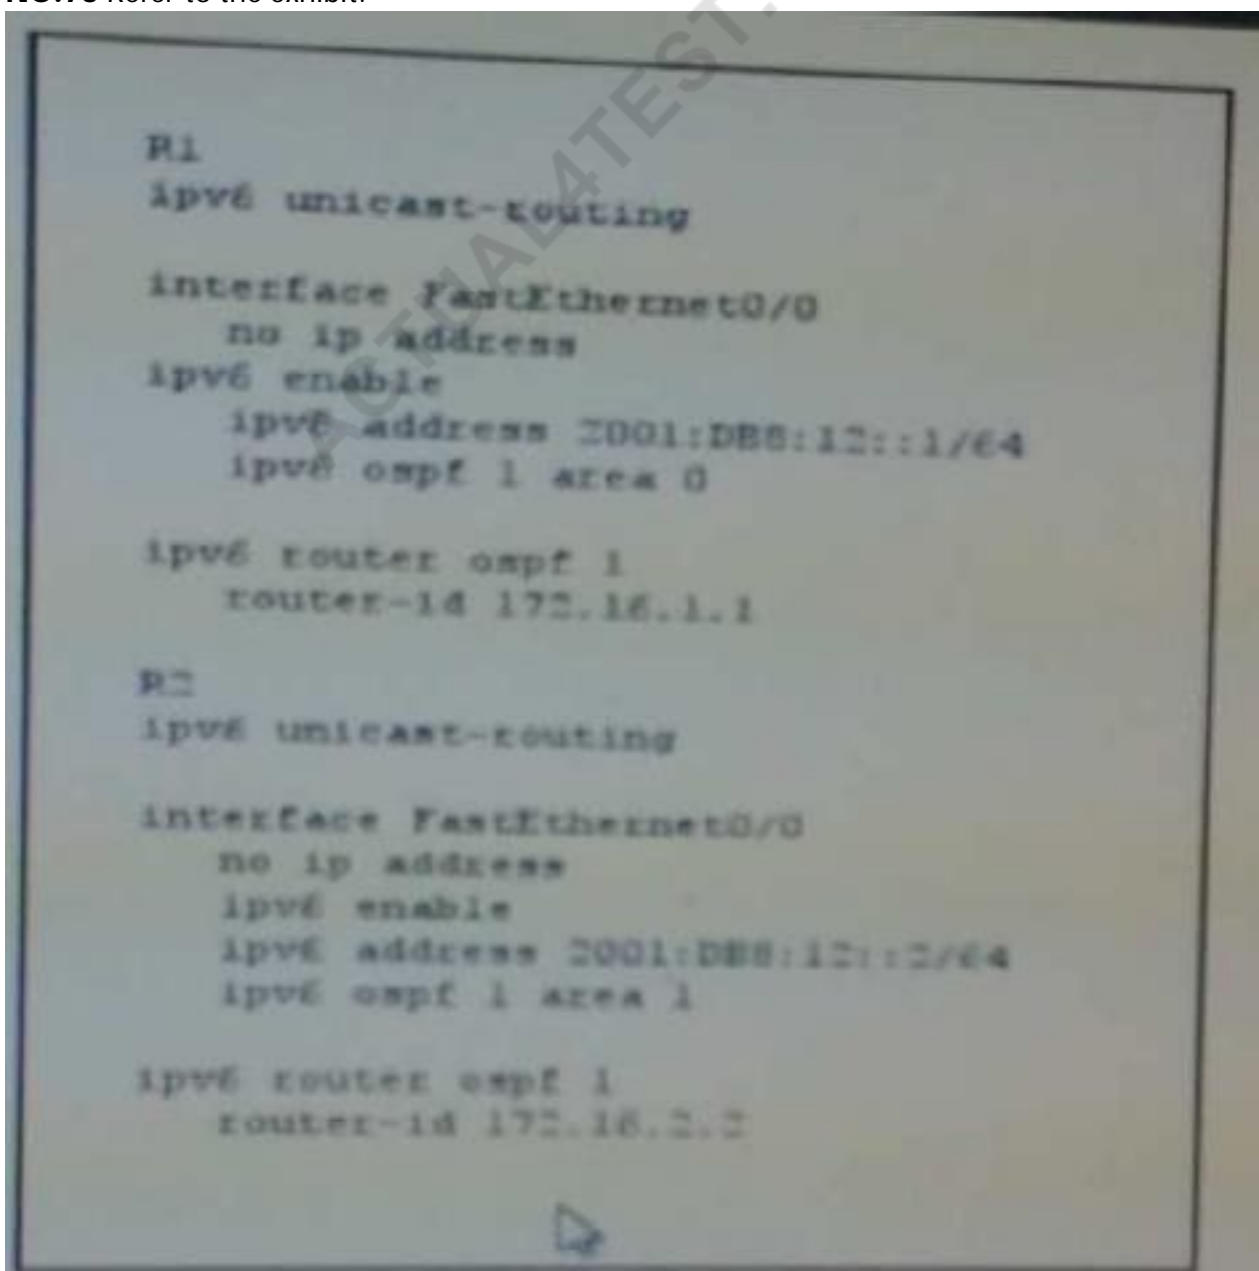 Refer to the exhibit.
R1
ipv6 unicast-routing
interface FastEthernet0/0
no ip address
ipv6 enable
ipv6 address 2001:DB8:12::1/64
ipv6 ospf 1 area 0
ipv6 router ospf 1
router-id 172.16.1.1
R2
ipv6 unicast-routing
interface FastEthernet0/0
no ip address
ipv6 enable
ipv6 address 2001:DB8:12::2/64
ipv6 ospf 1 area 1
ipv6 router ospf 1
router-id 172.16.2.2
ACTUAL4TEST.